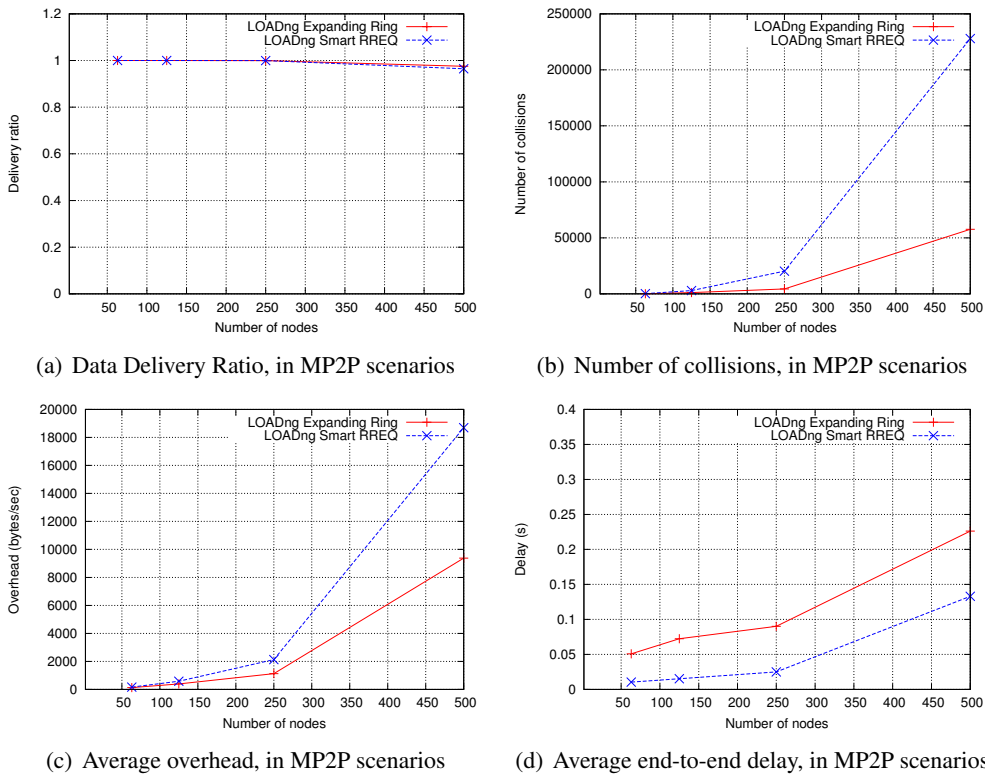 1.2
1
0.8
0.6
0.4
0.2
0
50 100 150 200 250 300 350 400 450 500
Delivery ratio
Number of nodes
LOADng Expanding Ring
LOADng Smart RREQ
(a) Data Delivery Ratio, in MP2P scenarios
250000
200000
150000
100000
50000
0
50 100 150 200 250 300 350 400 450 500
Number of collisions
Number of nodes
LOADng Expanding Ring
LOADng Smart RREQ
(b) Number of collisions, in MP2P scenarios
20000
18000
16000
14000
12000
10000
8000
6000
4000
2000
0
50 100 150 200 250 300 350 400 450 500
Overhead (bytes/sec)
Number of nodes
LOADng Expanding Ring
LOADng Smart RREQ
(c) Average overhead, in MP2P scenarios
0.4
0.35
0.3
0.25
0.2
0.15
0.1
0.05
0
50 100 150 200 250 300 350 400 450 500
Delay (s)
Number of nodes
LOADng Expanding Ring
LOADng Smart RREQ
(d) Average end-to-end delay, in MP2P scenarios